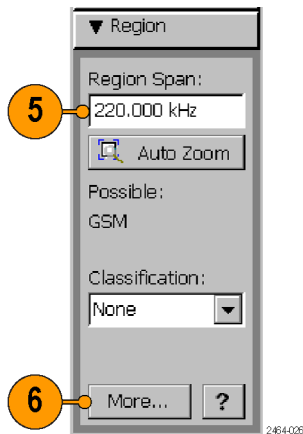 ▼ Region
Region Span:
5
220.000 kHz
Auto Zoom
Possible:
GSM
Classification:
None
6
More...
?
2464-026